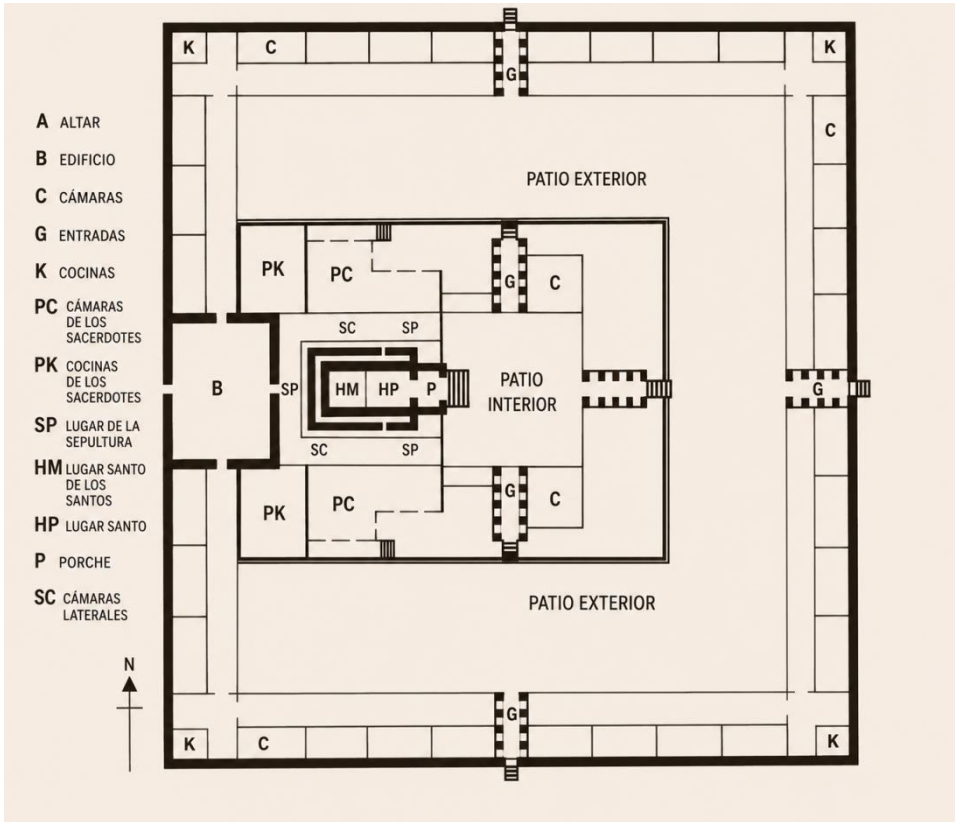 K C K
G
C
A ALTAR
B EDIFICIO
C CÁMARAS
G ENTRADAS
K COCINAS
PC CÁMARAS
DE LOS
SACERDOTES
PK COCINAS
DE LOS
SACERDOTES
SP LUGAR DE LA
SEPULTURA
HM LUGAR SANTO
DE LOS
SANTOS
HP LUGAR SANTO
P PORCHE
SC CÁMARAS
LATERALES
N
PATIO EXTERIOR
PK PC G C
SC SP
B SP HM HP P
PATIO
INTERIOR
G
SC SP
PK PC G C
PATIO EXTERIOR
G
K C K